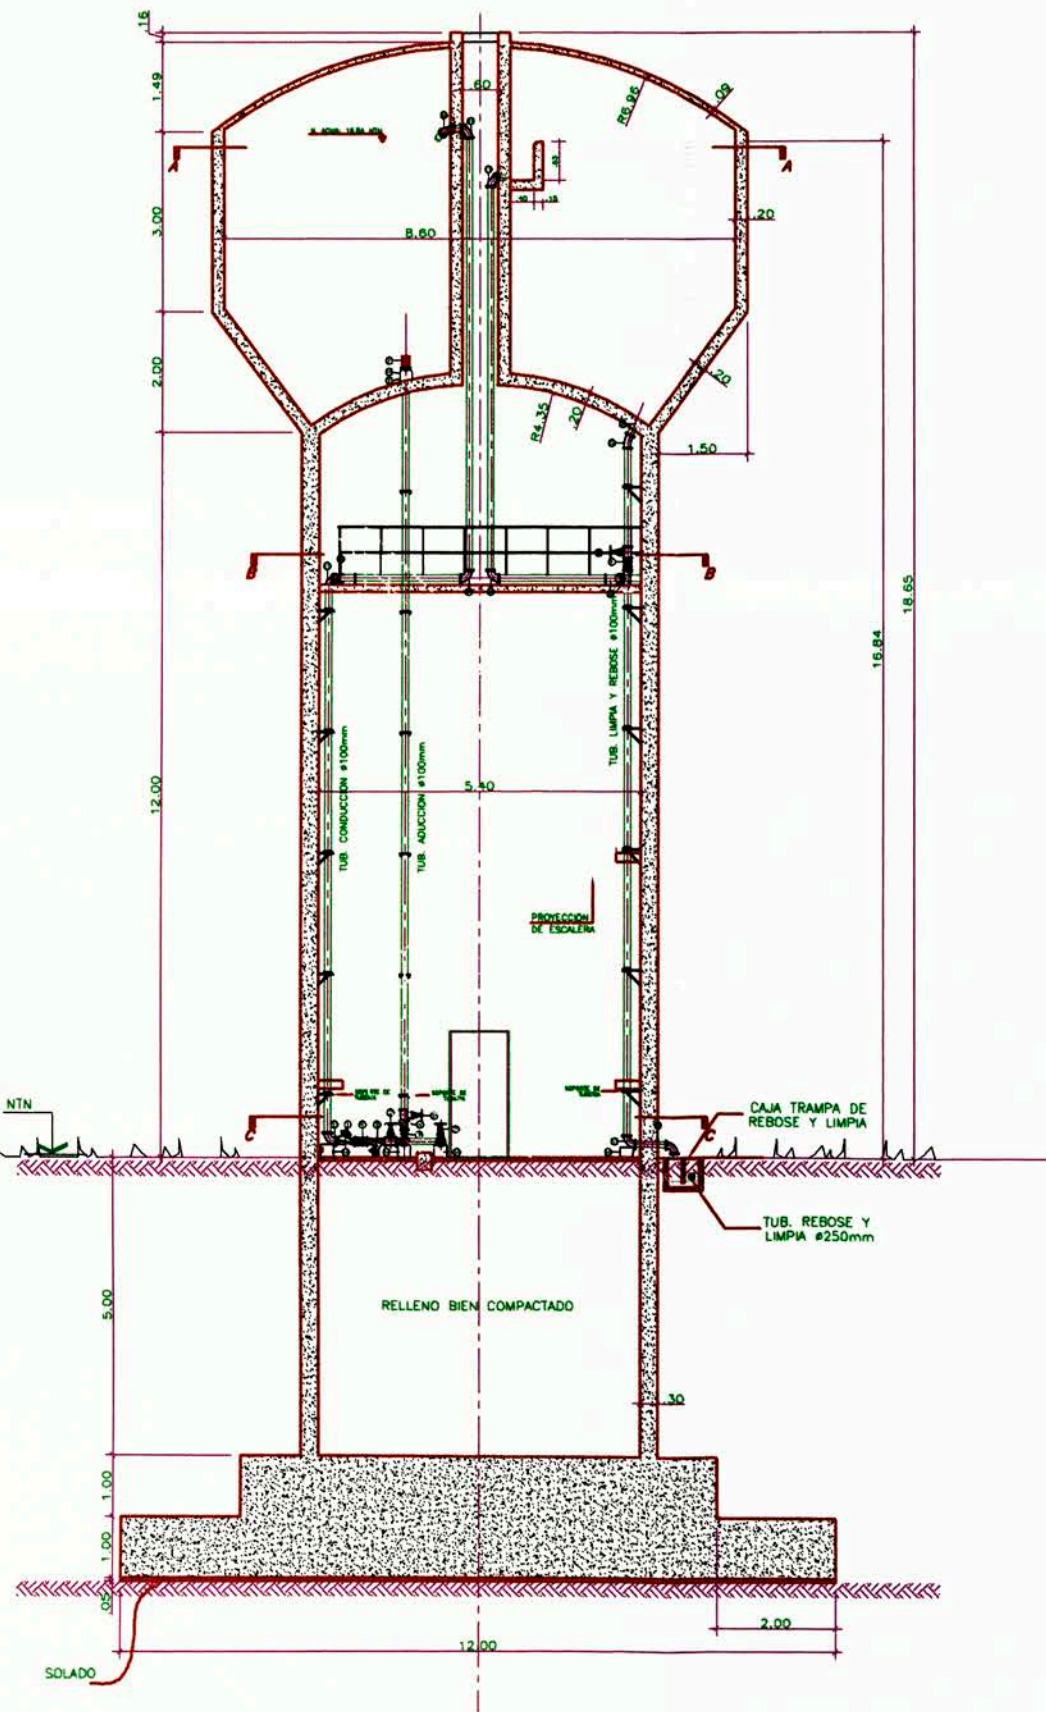 .16
1.49
.60
R6.96
.09
A
A
3.00
8.60
.20
2.00
R4.35
.20
.20
1.50
B
B
18.65
16.84
TUB. LIMPIA Y REBOSE ø100mm
TUB. CONDUCCION ø100mm
TUB. ADUCCION ø100mm
5.40
12.00
PROYECCION
DE ESCALERA
NTN
C
C
CAJA TRAMPA DE
REBOSE Y LIMPIA
TUB. REBOSE Y
LIMPIA ø250mm
5.00
RELLENO BIEN COMPACTADO
.30
1.00
1.00
.05
2.00
12.00
SOLADO